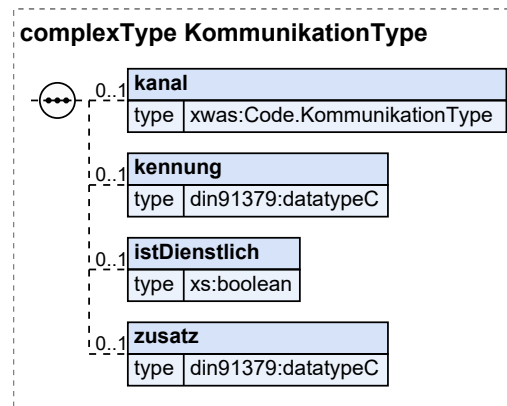 complexType KommunikationType
0..1 kanal
type xwas:Code.KommunikationType
0..1 kennung
type din91379:datatypeC
0..1 istDienstlich
type xs:boolean
0..1 zusatz
type din91379:datatypeC